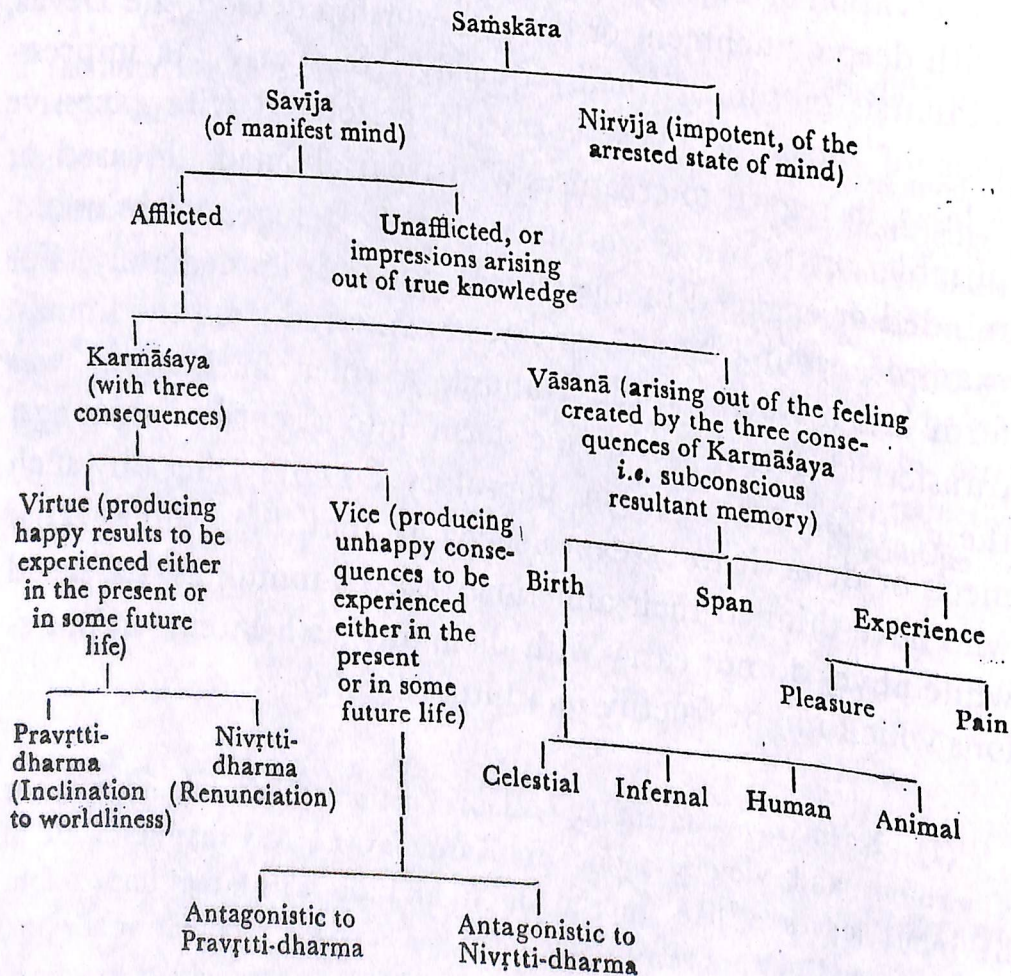 Saṁskāra
Savīja
(of manifest mind)
Nirvija (impotent, of the
arrested state of mind)
Afflicted
Unafflicted, or
impressions arising
out of true knowledge
Karmāśaya
(with three
consequences)
Vāsanā (arising out of the feeling
created by the three conse-
quences of Karmāśaya
i.e. subconscious
resultant memory)
Virtue (producing
happy results to be
experienced either
in the present or
in some future
life)
Vice (producing
unhappy conse-
quences to be
experienced
either in the
present
or in some
future life)
Birth
Span
Experience
Pleasure
Pain
Pravṛtti-
dharma
(Inclination
to worldliness)
Nivṛtti-
dharma
(Renunciation)
Celestial
Infernal
Human
Animal
Antagonistic to
Pravṛtti-dharma
Antagonistic to
Nivṛtti-dharma